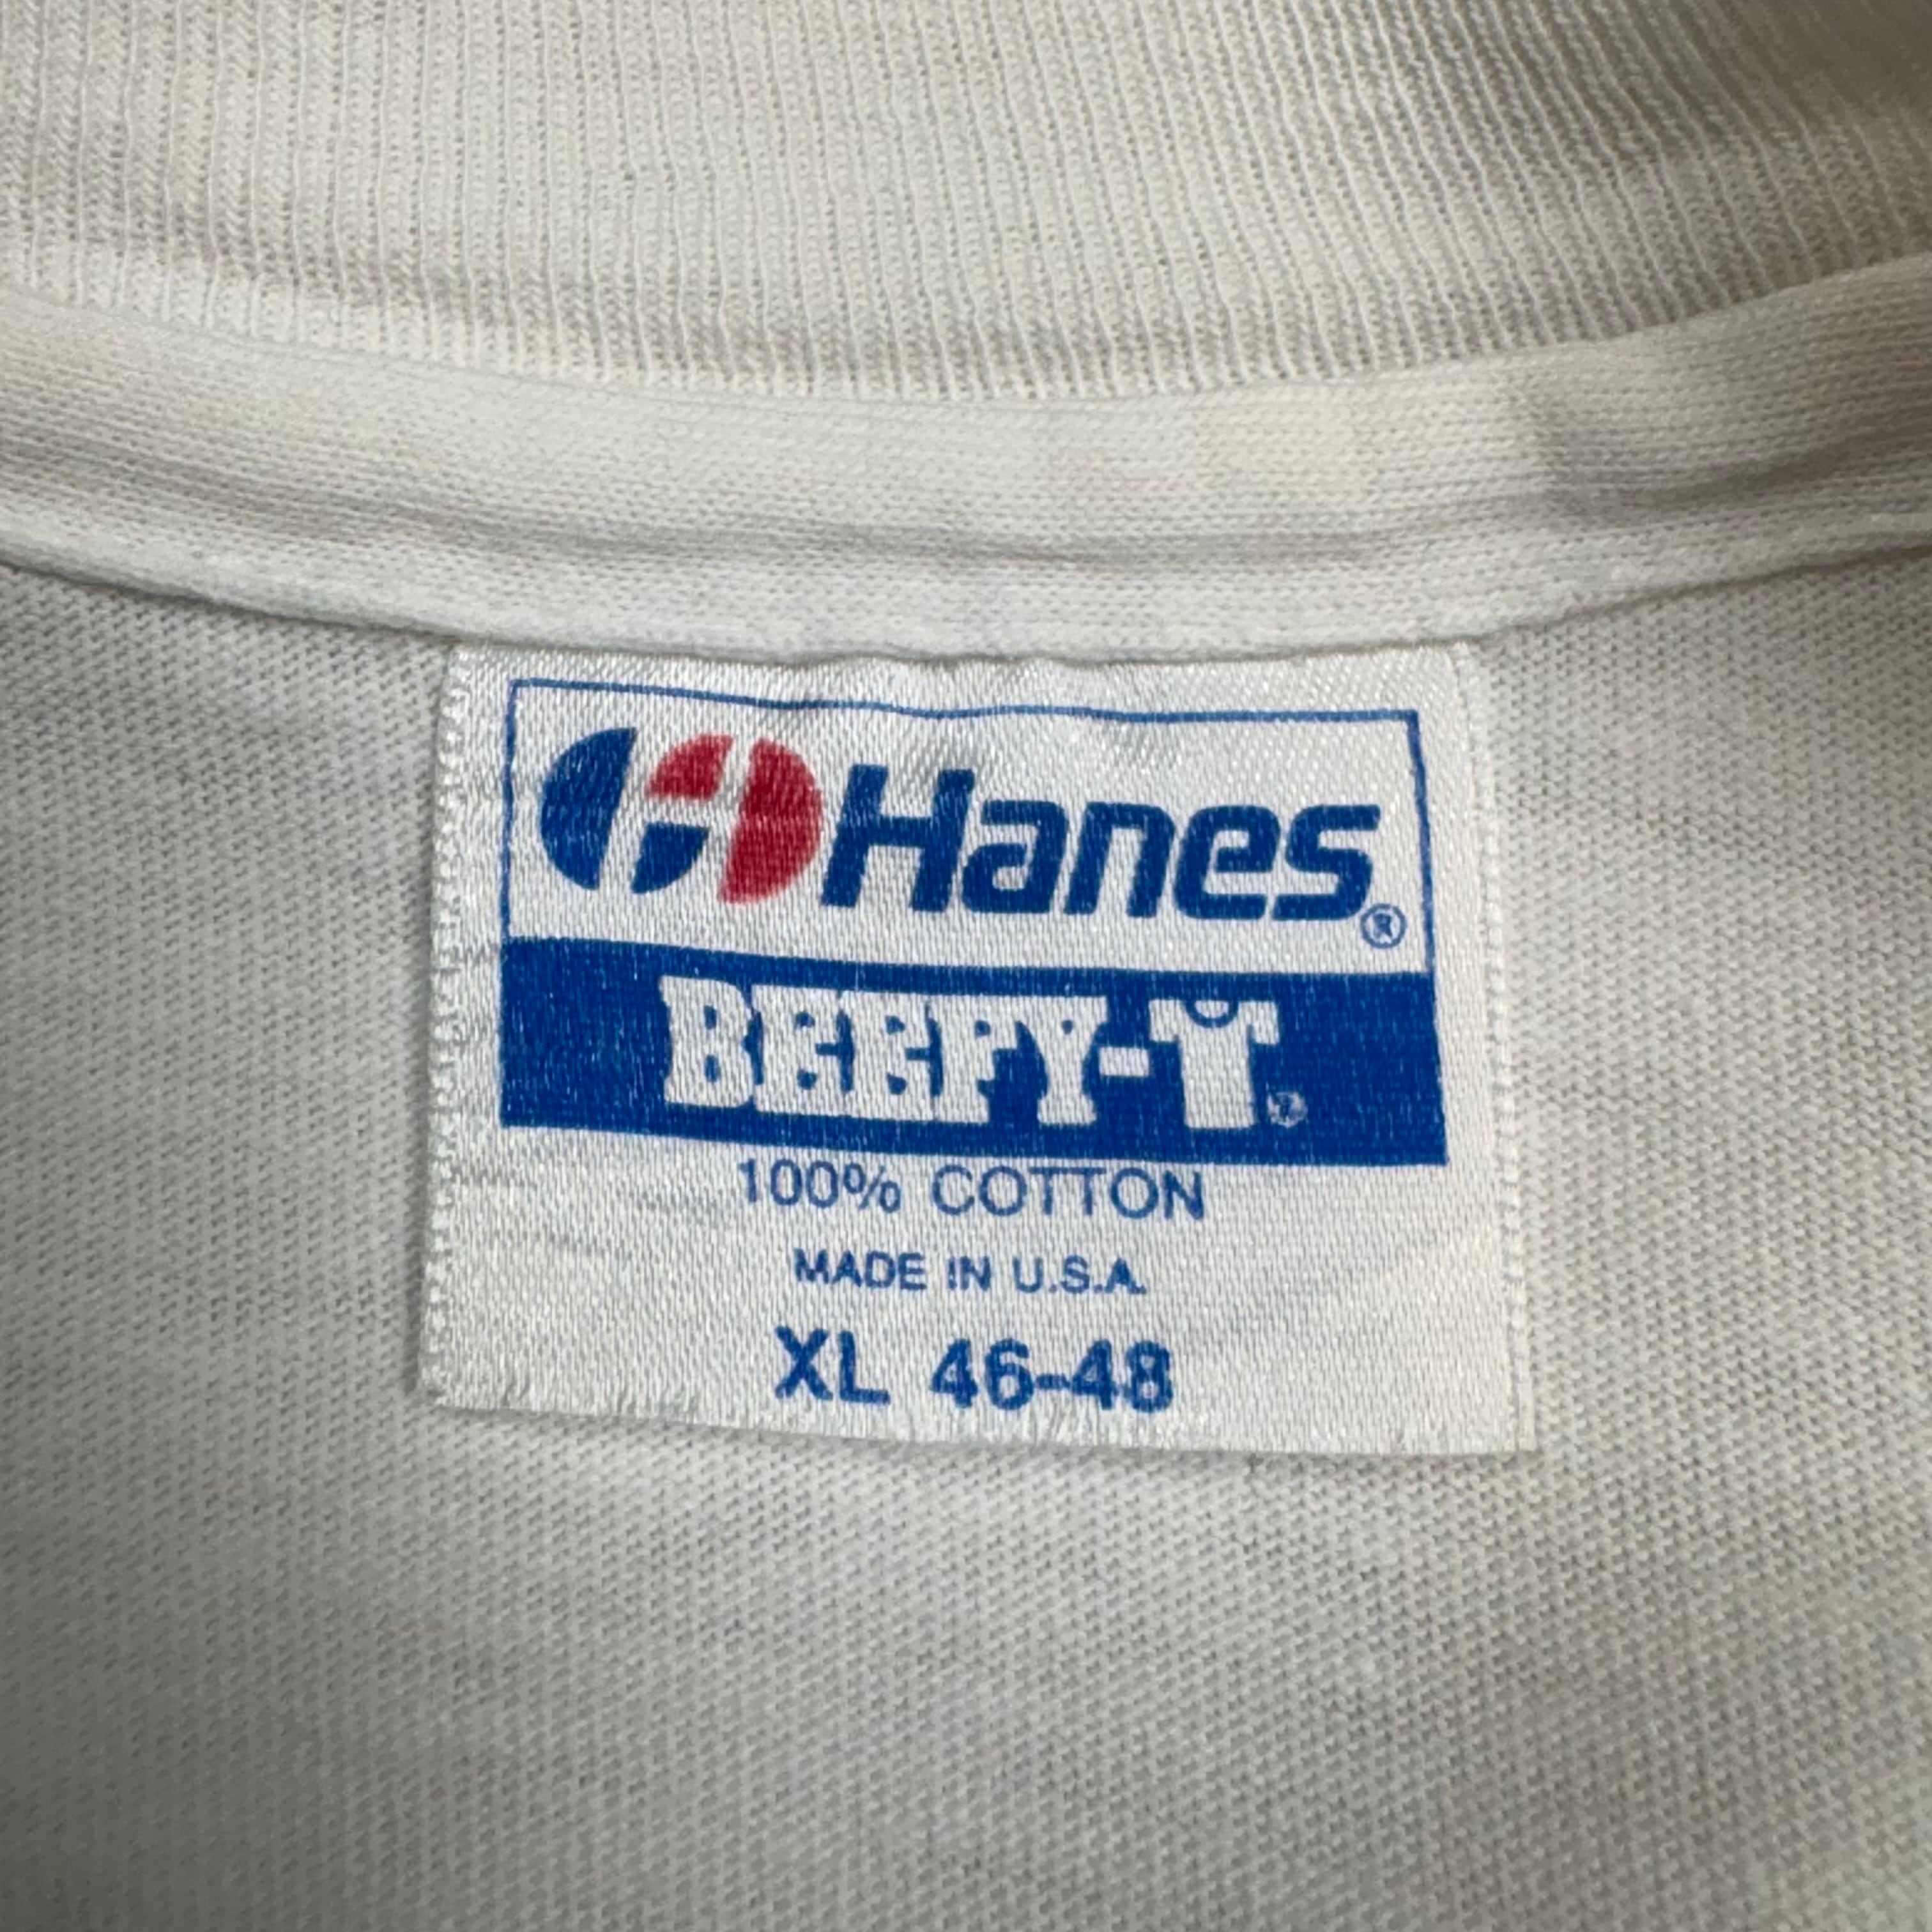 Hanes®
BEEFY-T®
100% COTTON
MADE IN U.S.A.
XL 46-48